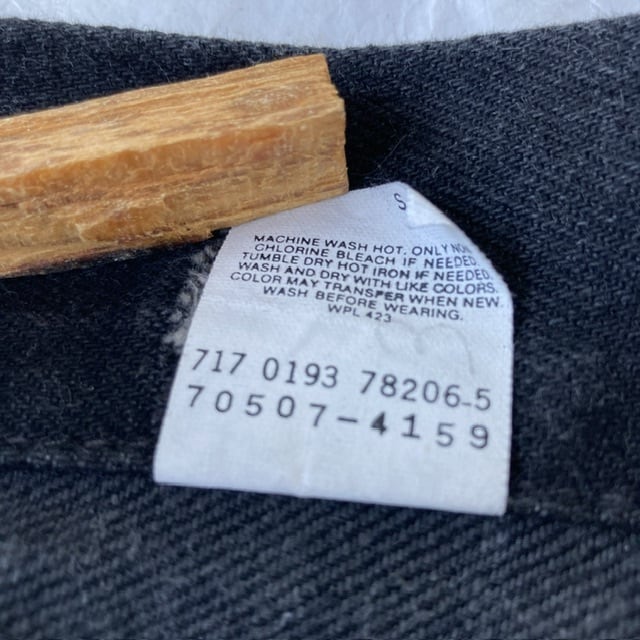 S
MACHINE WASH HOT. ONLY NON
CHLORINE BLEACH IF NEEDED.
TUMBLE DRY HOT IRON IF NEEDED.
WASH AND DRY WITH LIKE COLORS.
COLOR MAY TRANSFER WHEN NEW.
WASH BEFORE WEARING.
WPL 423
717 0193 78206-5
70507-4159